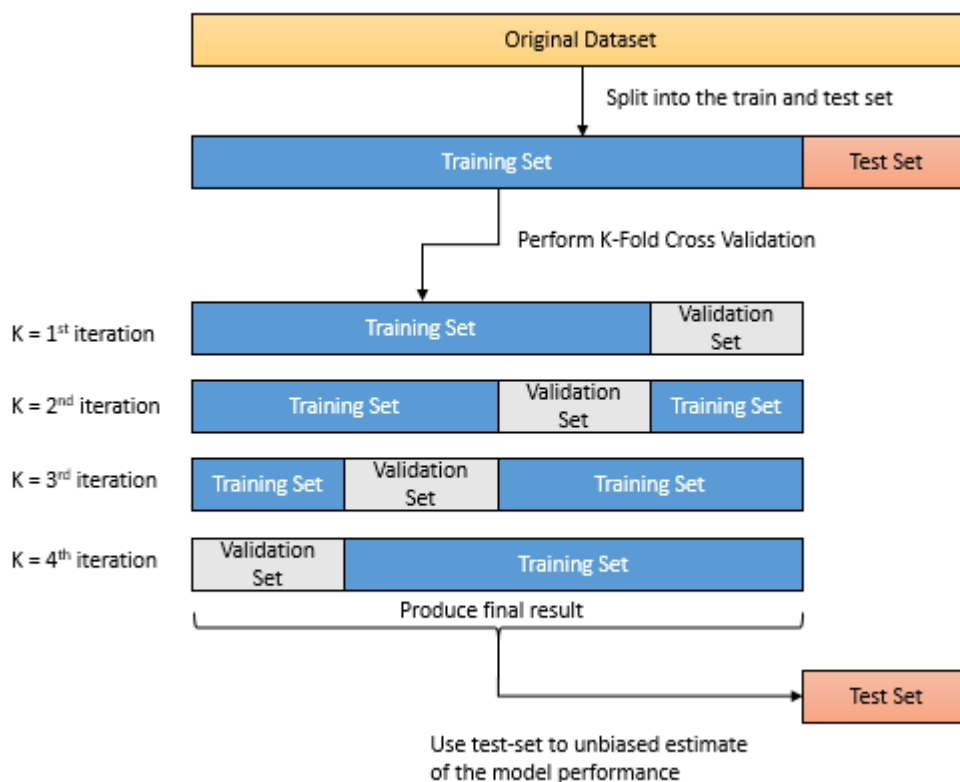 Original Dataset
Split into the train and test set
Training Set
Test Set
Perform K-Fold Cross Validation
K = 1st iteration
Training Set
Validation
Set
K = 2nd iteration
Training Set
Validation
Set
Training Set
K = 3rd iteration
Training Set
Validation
Set
Training Set
K = 4th iteration
Validation
Set
Training Set
Produce final result
Test Set
Use test-set to unbiased estimate
of the model performance